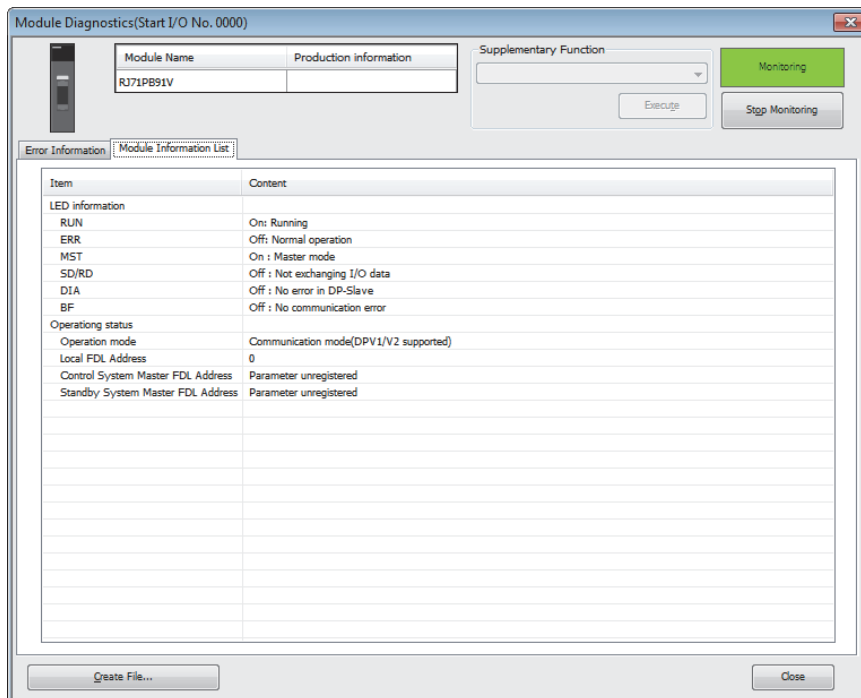 Module Diagnostics(Start I/O No. 0000)
Module Name Production information
RJ71PB91V
Supplementary Function
Execute
Monitoring
Stop Monitoring
Error Information Module Information List
Item Content
LED information
RUN On: Running
ERR Off: Normal operation
MST On : Master mode
SD/RD Off : Not exchanging I/O data
DIA Off : No error in DP-Slave
BF Off : No communication error
Operationg status
Operation mode Communication mode(DPV1/V2 supported)
Local FDL Address 0
Control System Master FDL Address Parameter unregistered
Standby System Master FDL Address Parameter unregistered
Create File...
Close